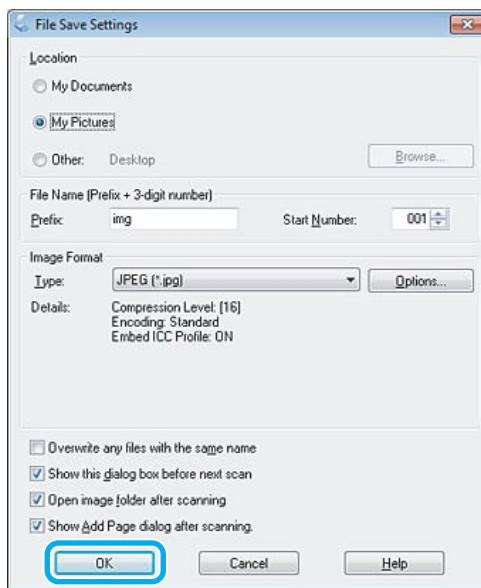 File Save Settings
Location
My Documents
My Pictures
Other: Desktop Browse...
File Name (Prefix + 3-digit number)
Prefix: img Start Number: 001
Image Format
Type: JPEG (*.jpg) Options...
Details: Compression Level: [16]
Encoding: Standard
Embed ICC Profile: ON
Overwrite any files with the same name
Show this dialog box before next scan
Open image folder after scanning
Show Add Page dialog after scanning.
OK Cancel Help